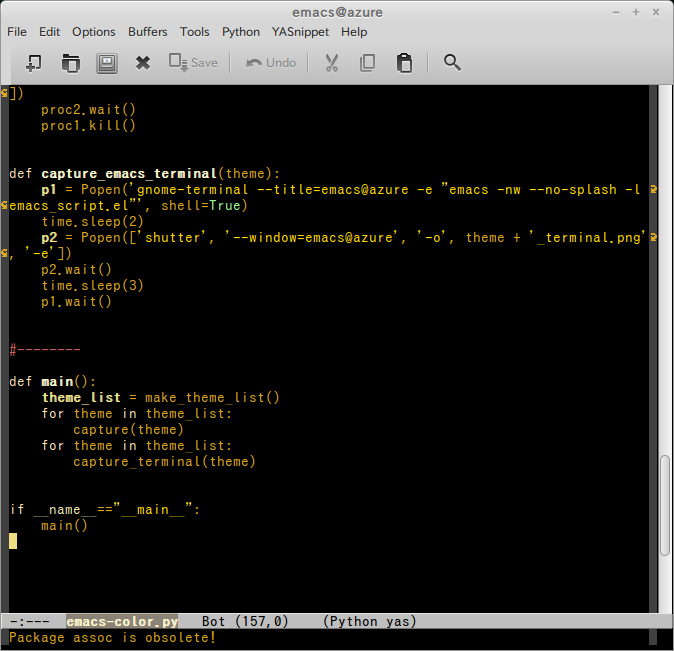 emacs@azure
File Edit Options Buffers Tools Python YASnippet Help
Save Undo
])
    proc2.wait()
    proc1.kill()
def capture_emacs_terminal(theme):
    p1 = Popen('gnome-terminal --title=emacs@azure -e "emacs -nw --no-splash -l
emacs_script.el"', shell=True)
    time.sleep(2)
    p2 = Popen(['shutter', '--window=emacs@azure', '-o', theme + '_terminal.png'
, '-e'])
    p2.wait()
    time.sleep(3)
    p1.wait()
#--------
def main():
    theme_list = make_theme_list()
    for theme in theme_list:
        capture(theme)
    for theme in theme_list:
        capture_terminal(theme)
if __name__=="__main__":
    main()
-:--- emacs-color.py Bot (157,0) (Python yas)
Package assoc is obsolete!